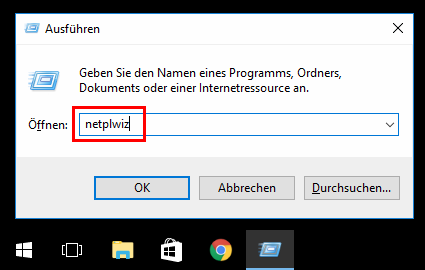 Ausführen
Geben Sie den Namen eines Programms, Ordners,
Dokuments oder einer Internetressource an.
Öffnen: netplwiz
OK Abbrechen Durchsuchen...